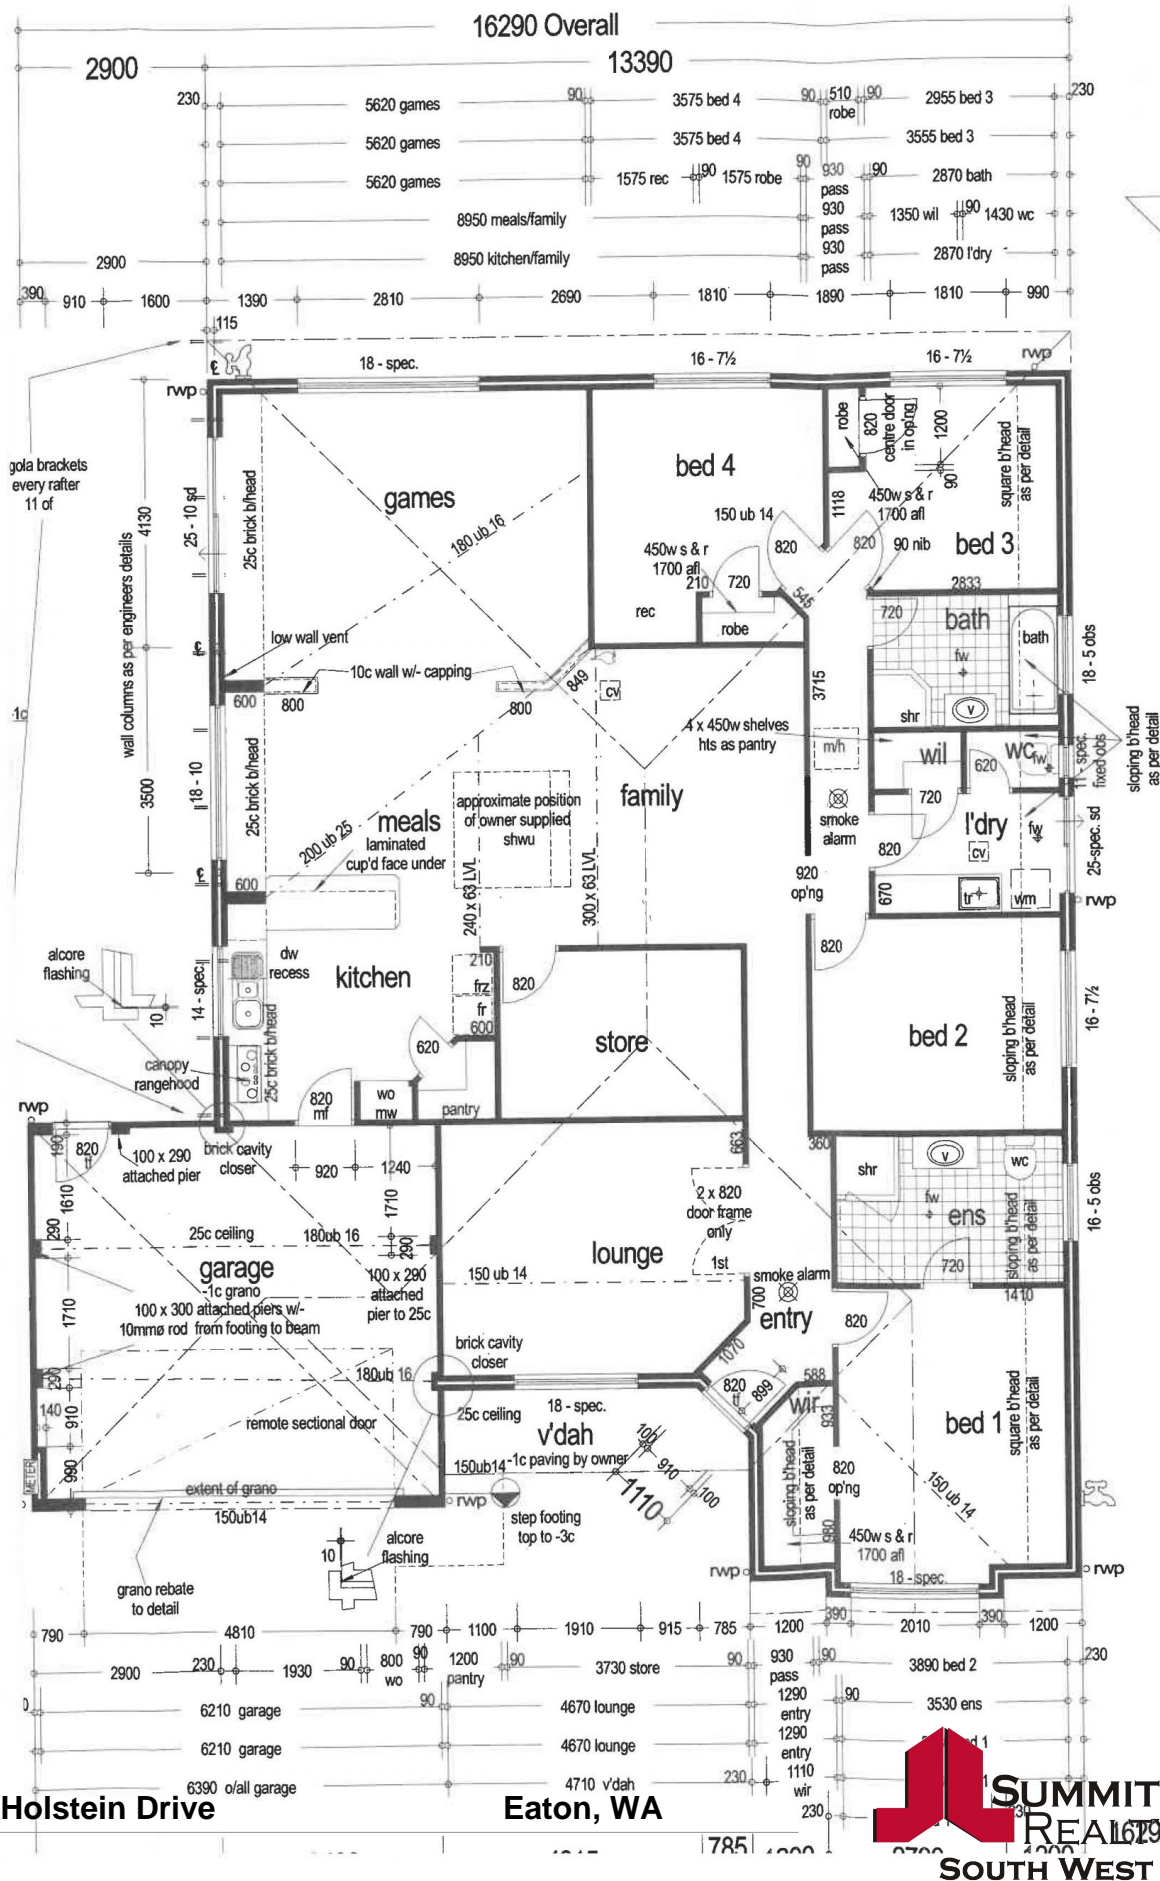 16290 Overall
2900
13390
230
5620 games
90
3575 bed 4
90
510
90
2955 bed 3
230
robe
5620 games
3575 bed 4
3555 bed 3
5620 games
1575 rec
90
1575 robe
90
930
90
2870 bath
pass
8950 meals/family
930
pass
1350 wil
90
1430 wc
2900
8950 kitchen/family
930
pass
2870 l'dry
390
910
1600
1390
2810
2690
1810
1890
1810
990
115
18 - spec.
16 - 7½
16 - 7½
rwp
rwp
gola brackets
every rafter
11 of
4130
wall columns as per engineers details
25 - 10 sd
25c brick b/head
games
180 ub 16
bed 4
150 ub 14
450w s & r
1700 afl
210
720
rec
robe
545
820
robe
820
centre door
in op'ng
1200
90
square b'head
as per detail
450w s & r
1700 afl
1118
820
90 nib
bed 3
2833
720
bath
bath
fw
shr
v
18 - 5 obs
low wall vent
10c wall w/- capping
849
cv
600
800
800
-1c
3500
18 -10
25c brick b/head
meals
laminated
cup'd face under
200 ub 25
600
approximate position
of owner supplied
shwu
240 x 63 LVL
300 x 63 LVL
family
3715
4 x 450w shelves
hts as pantry
m/h
smoke
alarm
wil
wc
fw
620
720
11 - spec.
fixed obs
sloping b'head
as per detail
l'dry
fw
cv
820
920
op'ng
670
tr
wm
25-spec. sd
rwp
alcore
flashing
10
14 - spec.
dw
recess
kitchen
210
frz
fr
600
820
store
820
bed 2
sloping b'head
as per detail
16 - 7½
canopy
rangehood
25c brick b/head
620
820
mf
wo
mw
pantry
rwp
190
820
tf
100 x 290
attached pier
brick cavity
closer
920
1240
1610
1710
290
25c ceiling
180ub 16
290
garage
-1c grano
100 x 300 attached piers w/-
10mmø rod from footing to beam
100 x 290
attached
pier to 25c
1710
290
180ub 16
140
910
990
remote sectional door
METER
extent of grano
150ub14
rwp
663
360
2 x 820
door frame
only
1st
lounge
150 ub 14
smoke alarm
700
entry
1070
shr
v
wc
fw
ens
720
sloping b'head
as per detail
1410
16 - 5 obs
brick cavity
closer
25c ceiling
18 - spec.
v'dah
-1c paving by owner
150ub14
100
910
100
1110
820
tf
899
588
wir
933
820
820
op'ng
980
sloping b'head
as per detail
bed 1
square b'head
as per detail
150 ub 14
450w s & r
1700 afl
18 - spec.
rwp
rwp
step footing
top to -3c
10
alcore
flashing
grano rebate
to detail
790
4810
790
1100
1910
915
785
1200
390
2010
390
1200
2900
230
1930
90
800
wo
90
1200
pantry
90
3730 store
90
930
pass
90
3890 bed 2
230
6210 garage
90
4670 lounge
1290
entry
90
3530 ens
6210 garage
4670 lounge
1290
entry
6390 o/all garage
4710 v'dah
230
1110
wir
230
Holstein Drive
Eaton, WA
SUMMIT
REALTY
SOUTH WEST
785